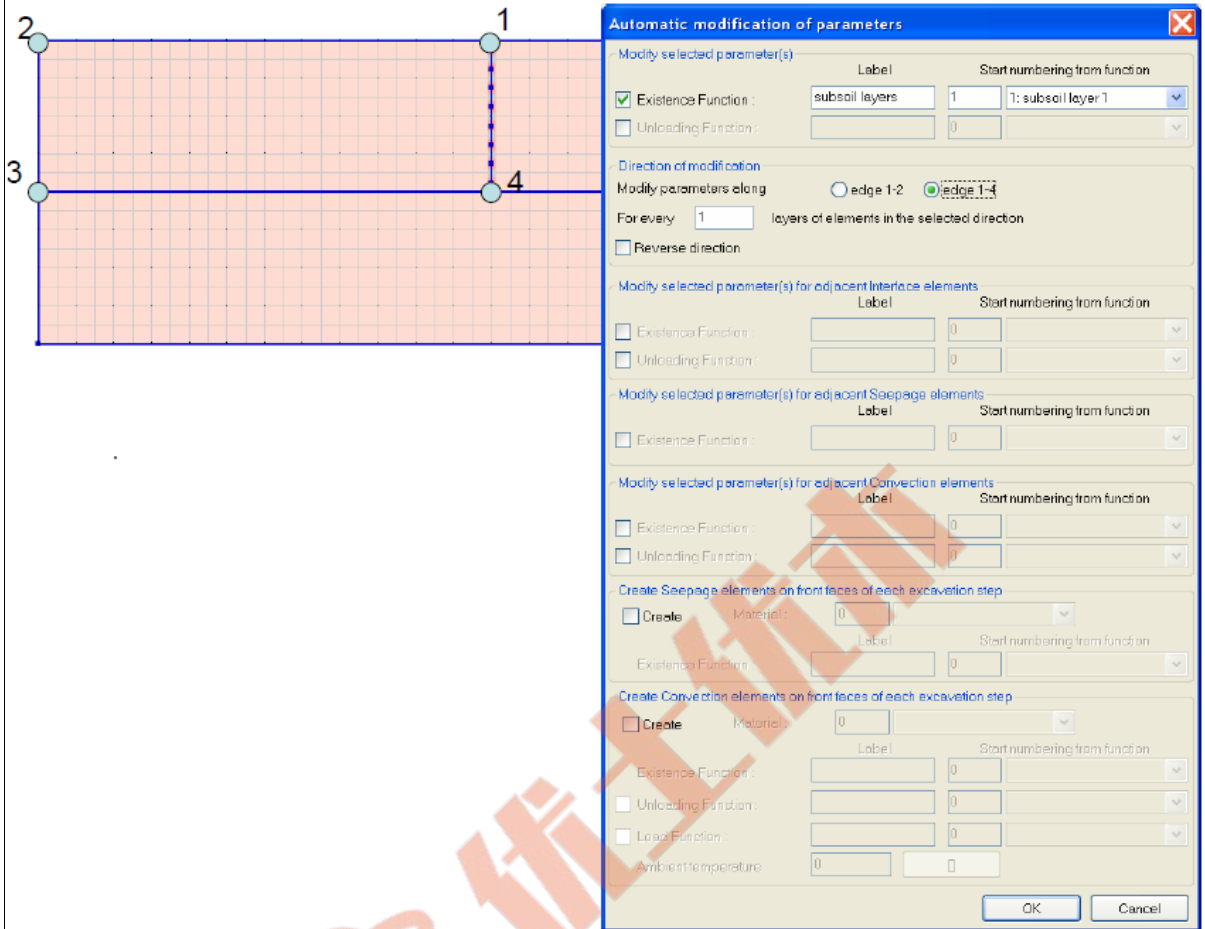 2
1
3
4
Automatic modification of parameters
Modify selected parameter(s)
Label Start numbering from function
Existence Function : subsoil layers 1 1: subsoil layer 1
Unloading Function : 0
Direction of modification
Modify parameters along edge 1-2 edge 1-4
For every 1 layers of elements in the selected direction
Reverse direction
Modify selected parameter(s) for adjacent Interface elements
Label Start numbering from function
Existence Function : 0
Unloading Function : 0
Modify selected parameter(s) for adjacent Seepage elements
Label Start numbering from function
Existence Function : 0
Modify selected parameter(s) for adjacent Convection elements
Label Start numbering from function
Existence Function : 0
Unloading Function : 0
Create Seepage elements on front faces of each excavation step
Create Material : 0
Label Start numbering from function
Existence Function : 0
Create Convection elements on front faces of each excavation step
Create Material : 0
Label Start numbering from function
Existence Function : 0
Unloading Function : 0
Load Function : 0
Ambient temperature 0
OK Cancel